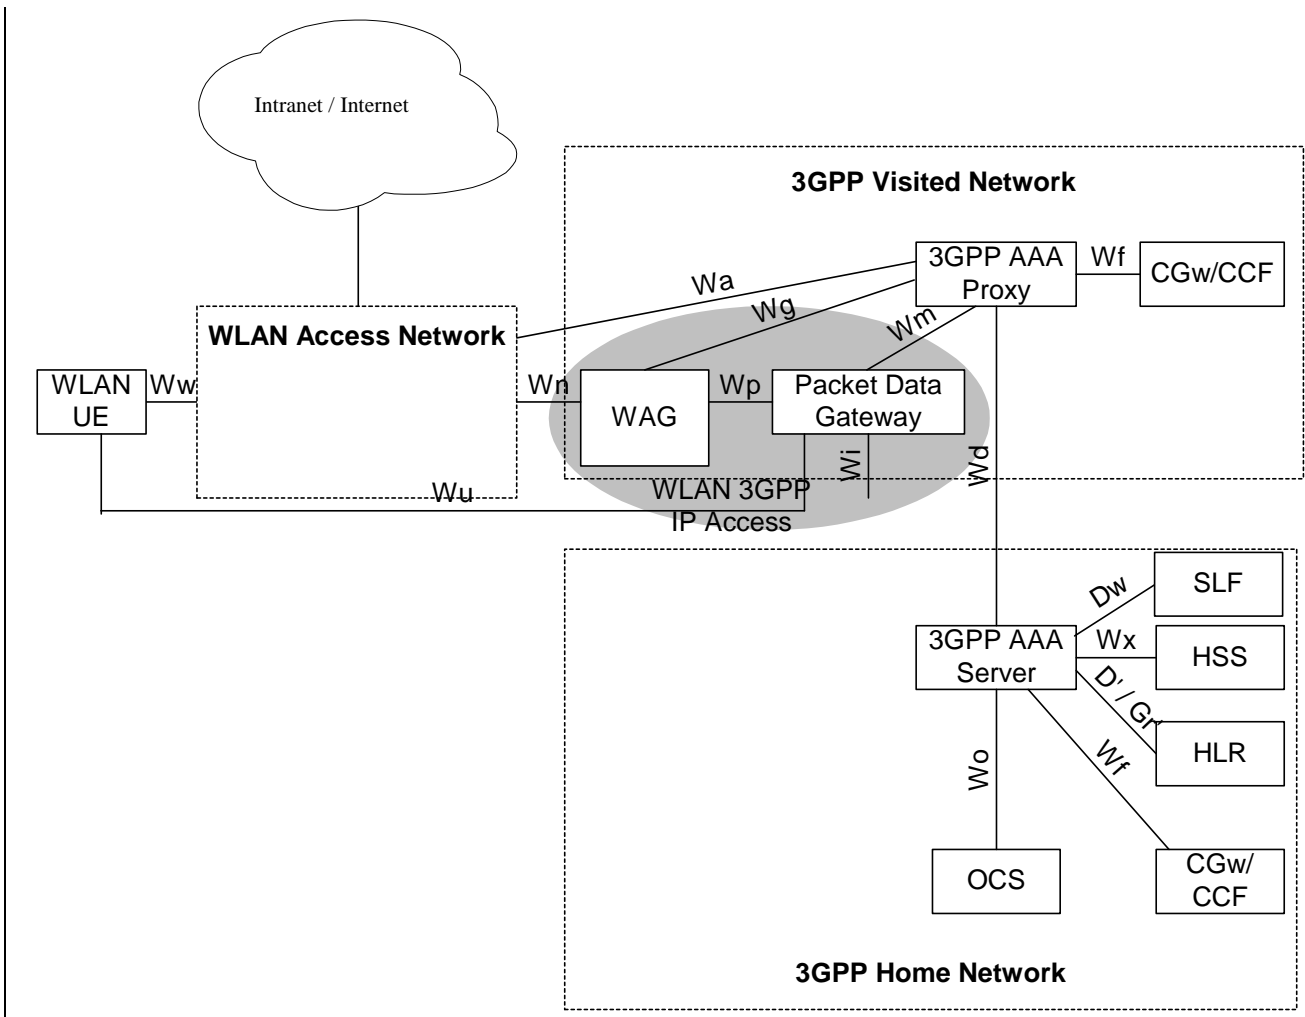 Intranet / Internet
3GPP Visited Network
3GPP AAA
Proxy
Wf
CGw/CCF
Wa
Wg
Wm
WLAN Access Network
WLAN
UE
Ww
Wn
WAG
Wp
Packet Data
Gateway
Wi
Wd
Wu
WLAN 3GPP
IP Access
SLF
Dw
3GPP AAA
Server
Wx
HSS
D' / Gr'
HLR
Wf
Wo
OCS
CGw/
CCF
3GPP Home Network